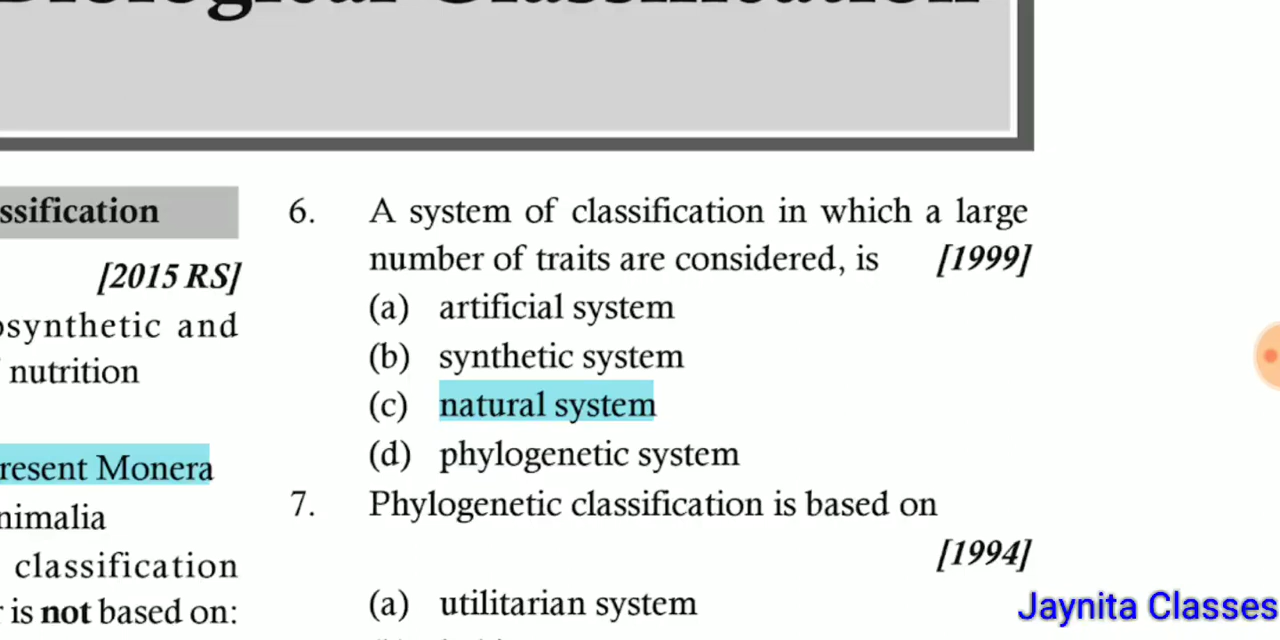 Biological Classification
ssification
[2015 RS]
osynthetic and
nutrition
resent Monera
nimalia
classification
r is not based on:
6. A system of classification in which a large
number of traits are considered, is [1999]
(a) artificial system
(b) synthetic system
(c) natural system
(d) phylogenetic system
7. Phylogenetic classification is based on
[1994]
(a) utilitarian system
Jaynita Classes